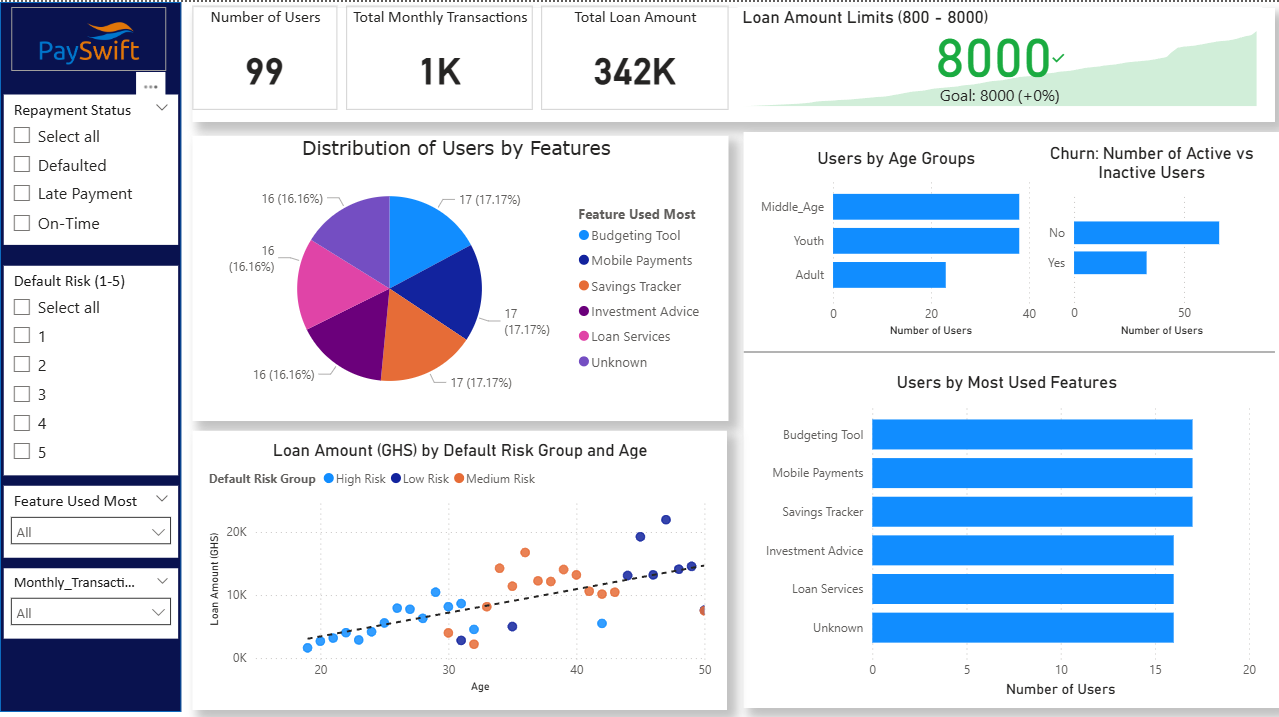 PaySwift
Repayment Status
Select all
Defaulted
Late Payment
On-Time
Default Risk (1-5)
Select all
1
2
3
4
5
Feature Used Most
All
Monthly_Transacti...
All
Number of Users
99
Total Monthly Transactions
1K
Total Loan Amount
342K
Loan Amount Limits (800 - 8000)
8000
Goal: 8000 (+0%)
Distribution of Users by Features
16 (16.16%)
17 (17.17%)
16
(16.16%)
17
(17.17%)
16 (16.16%)
17 (17.17%)
Feature Used Most
Budgeting Tool
Mobile Payments
Savings Tracker
Investment Advice
Loan Services
Unknown
Users by Age Groups
Middle_Age
Youth
Adult
0 20 40
Number of Users
Churn: Number of Active vs
Inactive Users
No
Yes
0 50
Number of Users
Loan Amount (GHS) by Default Risk Group and Age
Default Risk Group High Risk Low Risk Medium Risk
Loan Amount (GHS)
20K
10K
0K
20 30 40 50
Age
Users by Most Used Features
Budgeting Tool
Mobile Payments
Savings Tracker
Investment Advice
Loan Services
Unknown
0 5 10 15 20
Number of Users